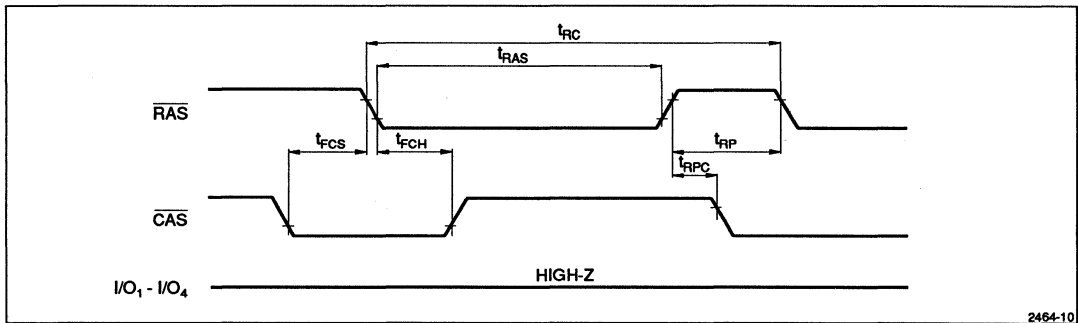 tRC
tRAS
RAS
tFCS
tFCH
tRP
tRPC
CAS
HIGH-Z
I/O1 - I/O4
2464-10